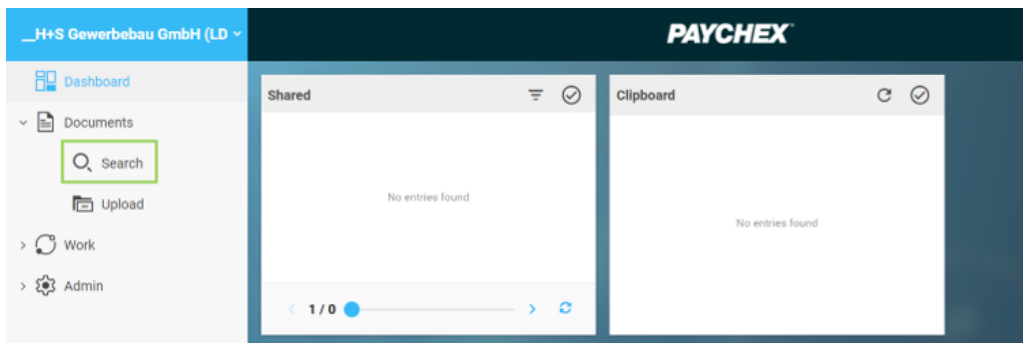 __H+S Gewerbebau GmbH (LD
PAYCHEX
Dashboard
Documents
Search
Upload
Work
Admin
Shared
No entries found
1 / 0
Clipboard
No entries found